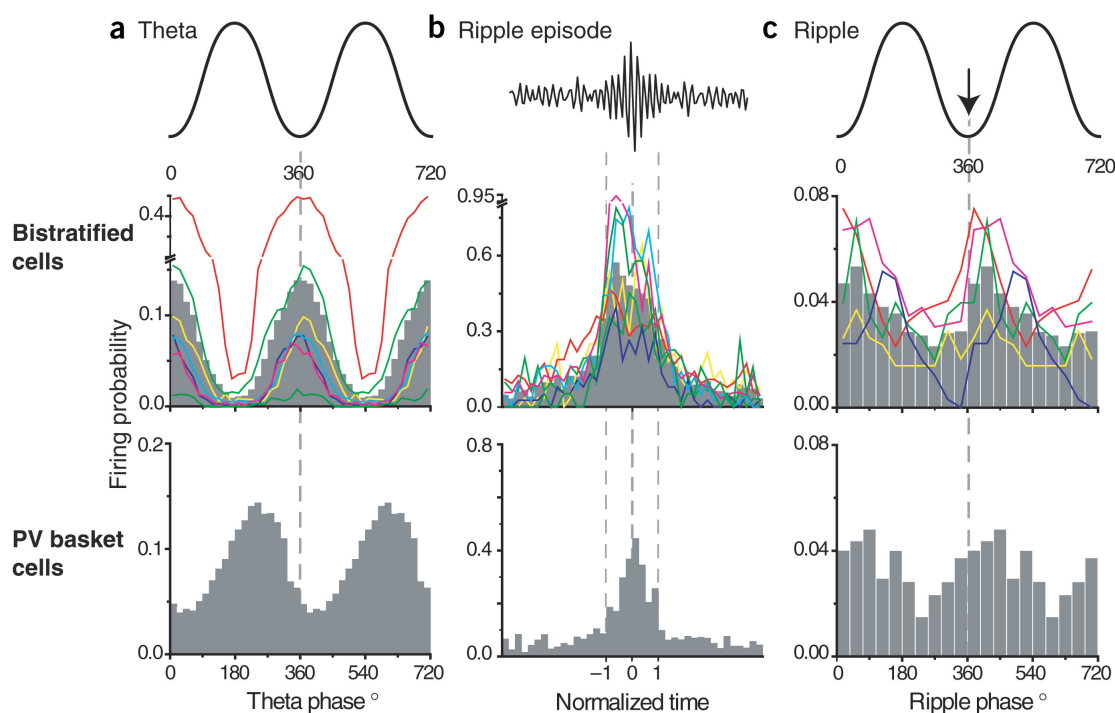 a Theta
b Ripple episode
c Ripple
0 360 720
0 360 720
Bistratified
cells
0.4
0.1
0.0
0.95
0.6
0.3
0.0
0.08
0.04
0.00
Firing probability
PV basket
cells
0.2
0.1
0.0
0.8
0.4
0.0
0.08
0.04
0.00
0 180 360 540 720
−1 0 1
0 180 360 540 720
Theta phase °
Normalized time
Ripple phase °